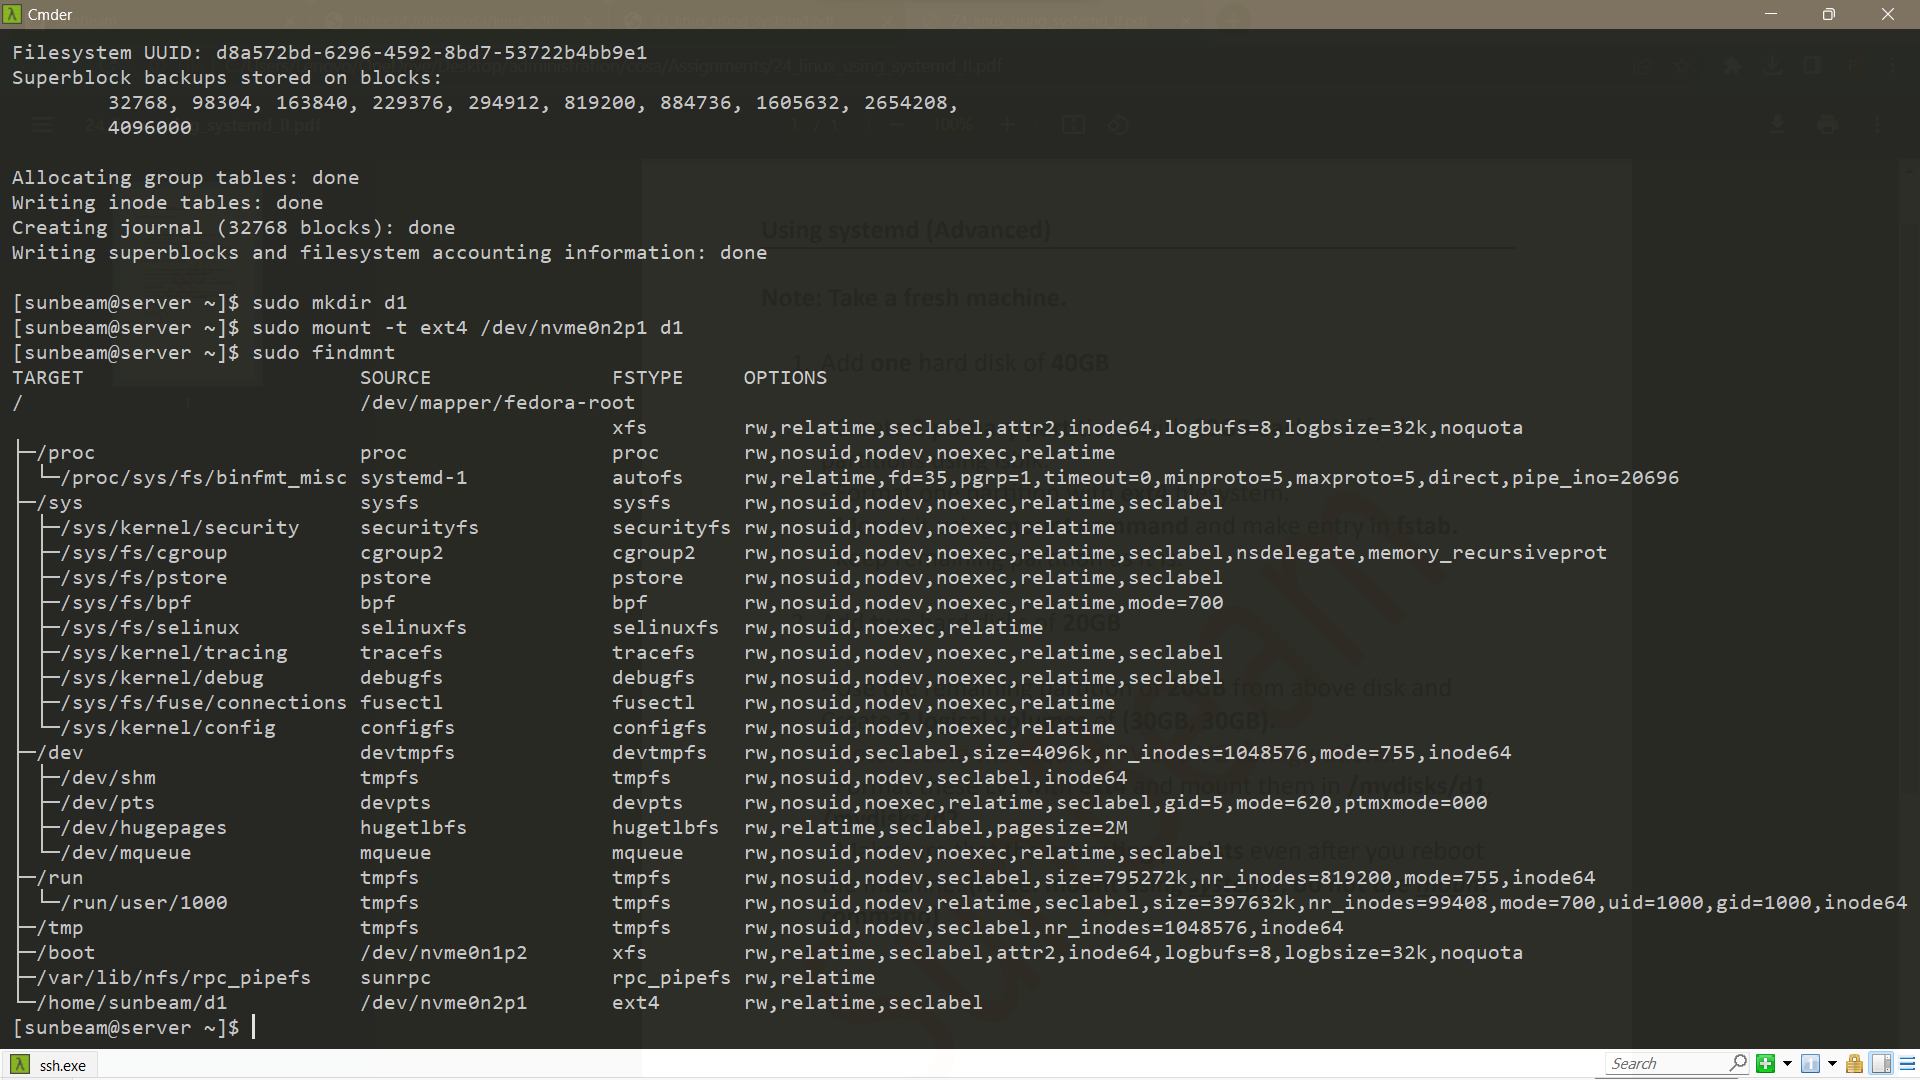 Cmder
Filesystem UUID: d8a572bd-6296-4592-8bd7-53722b4bb9e1
Superblock backups stored on blocks:
32768, 98304, 163840, 229376, 294912, 819200, 884736, 1605632, 2654208,
4096000
Allocating group tables: done
Writing inode tables: done
Creating journal (32768 blocks): done
Writing superblocks and filesystem accounting information: done
Using systemd (Advanced)
Note: Take a fresh machine.
1. Add one hard disk of 40GB
[sunbeam@server ~]$ sudo mkdir d1
[sunbeam@server ~]$ sudo mount -t ext4 /dev/nvme0n2p1 d1
[sunbeam@server ~]$ sudo findmnt
TARGET SOURCE FSTYPE OPTIONS
/ /dev/mapper/fedora-root
xfs rw,relatime,seclabel,attr2,inode64,logbufs=8,logbsize=32k,noquota
├─/proc proc proc rw,nosuid,nodev,noexec,relatime
│ └─/proc/sys/fs/binfmt_misc systemd-1 autofs rw,relatime,fd=35,pgrp=1,timeout=0,minproto=5,maxproto=5,direct,pipe_ino=20696
├─/sys sysfs sysfs rw,nosuid,nodev,noexec,relatime,seclabel
│ ├─/sys/kernel/security securityfs securityfs rw,nosuid,nodev,noexec,relatime
│ ├─/sys/fs/cgroup cgroup2 cgroup2 rw,nosuid,nodev,noexec,relatime,seclabel,nsdelegate,memory_recursiveprot
│ ├─/sys/fs/pstore pstore pstore rw,nosuid,nodev,noexec,relatime,seclabel
│ ├─/sys/fs/bpf bpf bpf rw,nosuid,nodev,noexec,relatime,mode=700
│ ├─/sys/fs/selinux selinuxfs selinuxfs rw,nosuid,noexec,relatime
│ ├─/sys/kernel/tracing tracefs tracefs rw,nosuid,nodev,noexec,relatime,seclabel
│ ├─/sys/kernel/debug debugfs debugfs rw,nosuid,nodev,noexec,relatime,seclabel
│ ├─/sys/fs/fuse/connections fusectl fusectl rw,nosuid,nodev,noexec,relatime
│ └─/sys/kernel/config configfs configfs rw,nosuid,nodev,noexec,relatime
├─/dev devtmpfs devtmpfs rw,nosuid,seclabel,size=4096k,nr_inodes=1048576,mode=755,inode64
│ ├─/dev/shm tmpfs tmpfs rw,nosuid,nodev,seclabel,inode64
│ ├─/dev/pts devpts devpts rw,nosuid,noexec,relatime,seclabel,gid=5,mode=620,ptmxmode=000
│ ├─/dev/hugepages hugetlbfs hugetlbfs rw,relatime,seclabel,pagesize=2M
│ └─/dev/mqueue mqueue mqueue rw,nosuid,nodev,noexec,relatime,seclabel
├─/run tmpfs tmpfs rw,nosuid,nodev,seclabel,size=795272k,nr_inodes=819200,mode=755,inode64
│ └─/run/user/1000 tmpfs tmpfs rw,nosuid,nodev,relatime,seclabel,size=397632k,nr_inodes=99408,mode=700,uid=1000,gid=1000,inode64
├─/tmp tmpfs tmpfs rw,nosuid,nodev,seclabel,nr_inodes=1048576,inode64
├─/boot /dev/nvme0n1p2 xfs rw,relatime,seclabel,attr2,inode64,logbufs=8,logbsize=32k,noquota
├─/var/lib/nfs/rpc_pipefs sunrpc rpc_pipefs rw,relatime
└─/home/sunbeam/d1 /dev/nvme0n2p1 ext4 rw,relatime,seclabel
[sunbeam@server ~]$
ssh.exe
Search